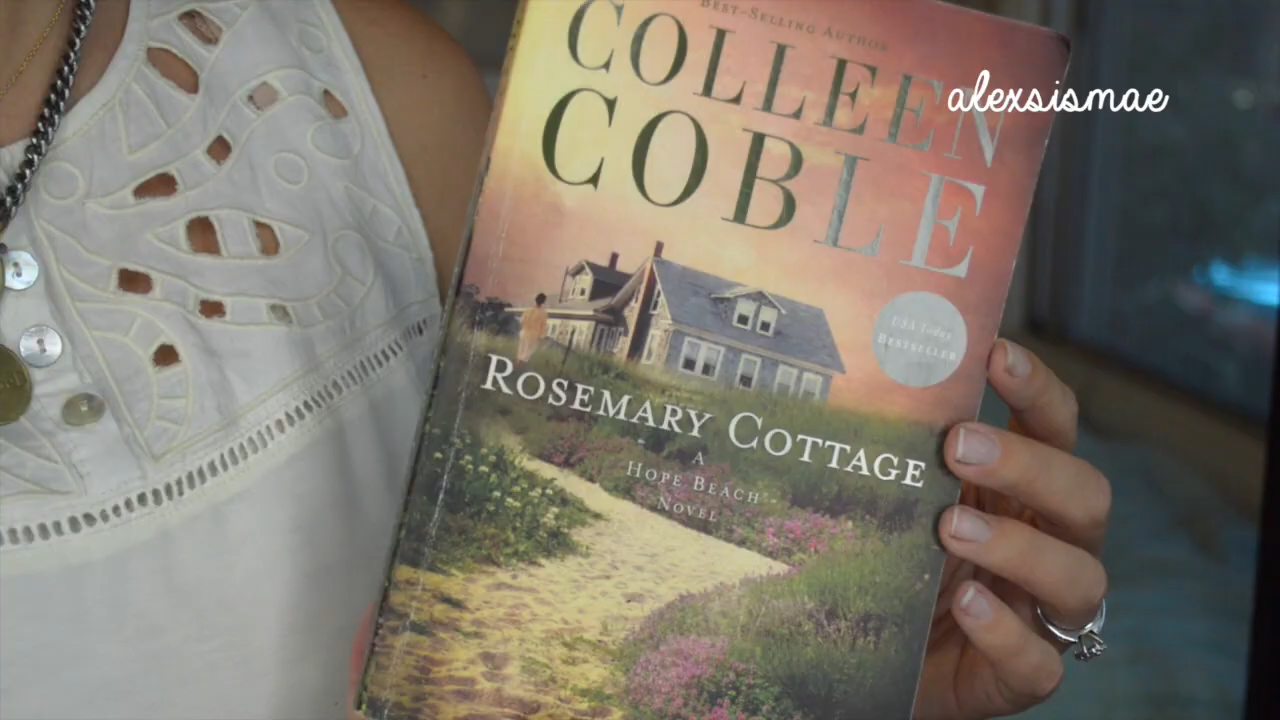 BEST-SELLING AUTHOR
COLLEEN
alexsismae
COBLE
USA Today
BESTSELLER
ROSEMARY COTTAGE
A
HOPE BEACH
NOVEL